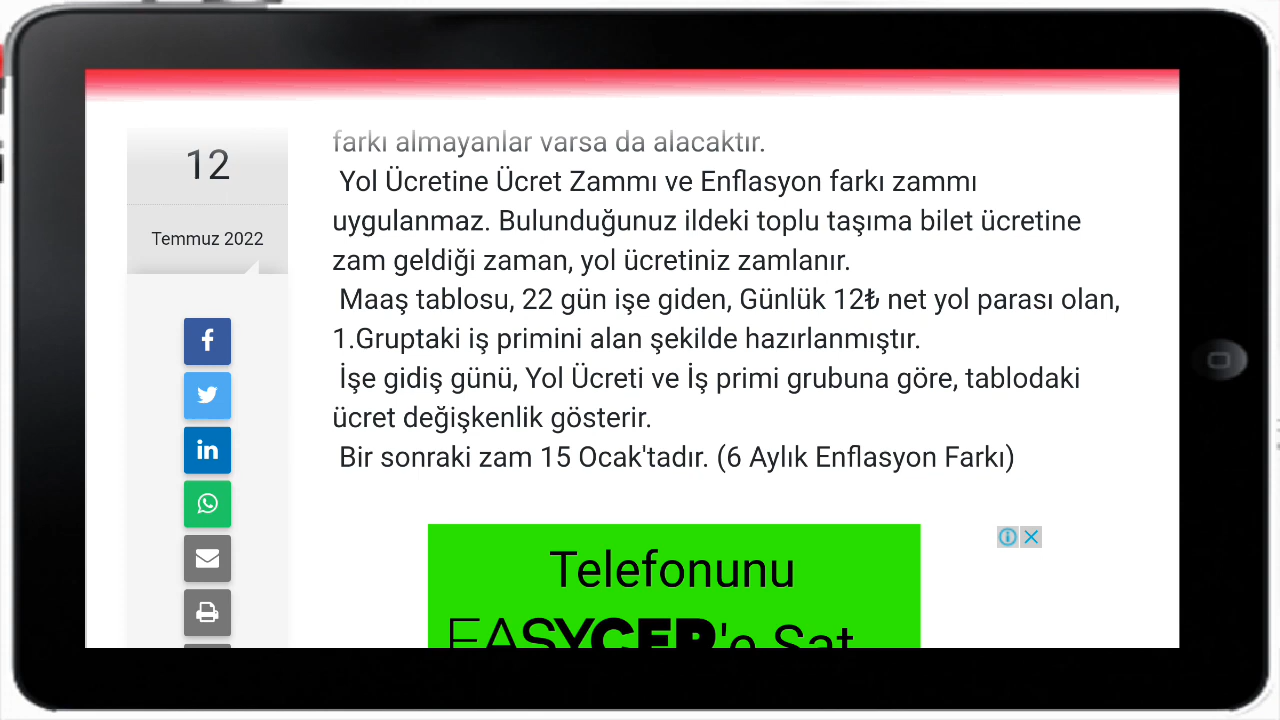 12
Temmuz 2022
farkı almayanlar varsa da alacaktır.
Yol Ücretine Ücret Zammı ve Enflasyon farkı zammı
uygulanmaz. Bulunduğunuz ildeki toplu taşıma bilet ücretine
zam geldiği zaman, yol ücretiniz zamlanır.
Maaş tablosu, 22 gün işe giden, Günlük 12₺ net yol parası olan,
1.Gruptaki iş primini alan şekilde hazırlanmıştır.
İşe gidiş günü, Yol Ücreti ve İş primi grubuna göre, tablodaki
ücret değişkenlik gösterir.
Bir sonraki zam 15 Ocak'tadır. (6 Aylık Enflasyon Farkı)
Telefonunu
EASYCEP'e Sat